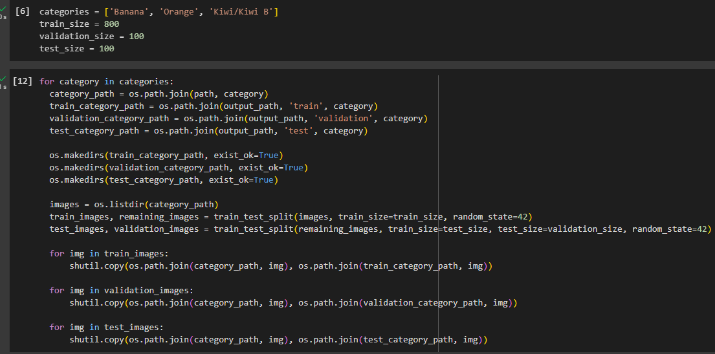 [6] categories = ['Banana', 'Orange', 'Kiwi/Kiwi B']
train_size = 800
validation_size = 100
test_size = 100
[12] for category in categories:
category_path = os.path.join(path, category)
train_category_path = os.path.join(output_path, 'train', category)
validation_category_path = os.path.join(output_path, 'validation', category)
test_category_path = os.path.join(output_path, 'test', category)
os.makedirs(train_category_path, exist_ok=True)
os.makedirs(validation_category_path, exist_ok=True)
os.makedirs(test_category_path, exist_ok=True)
images = os.listdir(category_path)
train_images, remaining_images = train_test_split(images, train_size=train_size, random_state=42)
test_images, validation_images = train_test_split(remaining_images, train_size=test_size, test_size=validation_size, random_state=42)
for img in train_images:
shutil.copy(os.path.join(category_path, img), os.path.join(train_category_path, img))
for img in validation_images:
shutil.copy(os.path.join(category_path, img), os.path.join(validation_category_path, img))
for img in test_images:
shutil.copy(os.path.join(category_path, img), os.path.join(test_category_path, img))